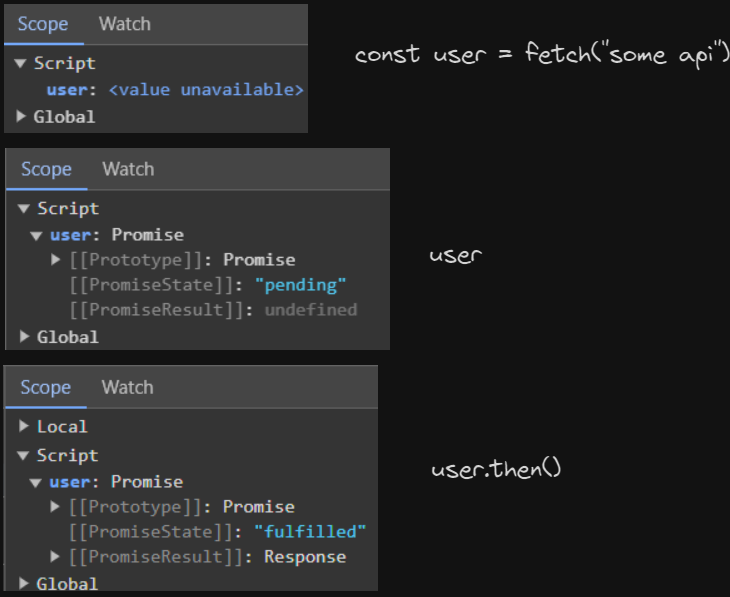 Scope Watch
Script
user: <value unavailable>
Global
const user = fetch("some api")
Scope Watch
Script
user: Promise
[[Prototype]]: Promise
[[PromiseState]]: "pending"
[[PromiseResult]]: undefined
Global
user
Scope Watch
Local
Script
user: Promise
[[Prototype]]: Promise
[[PromiseState]]: "fulfilled"
[[PromiseResult]]: Response
Global
user.then()